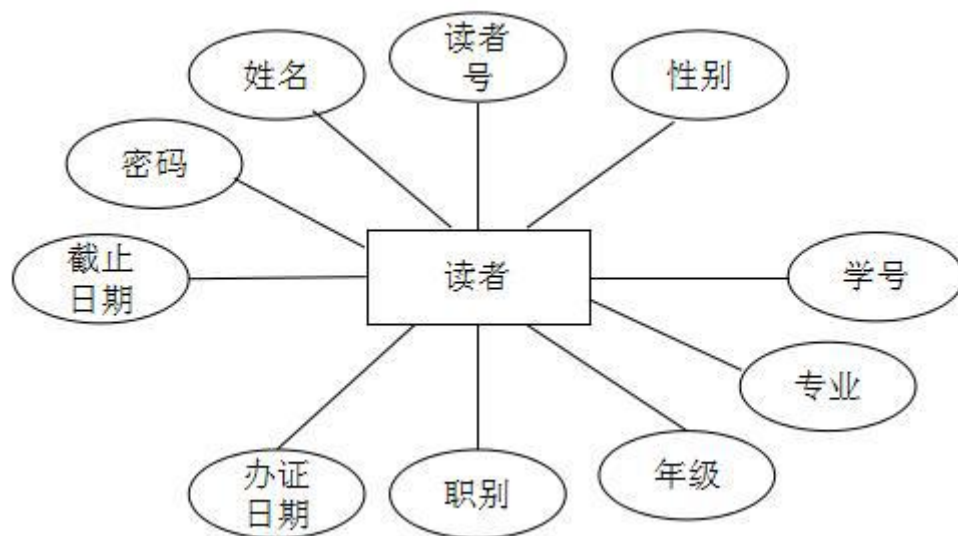 读者
号
姓名
性别
密码
截止
日期
读者
学号
专业
办证
日期
职别
年级